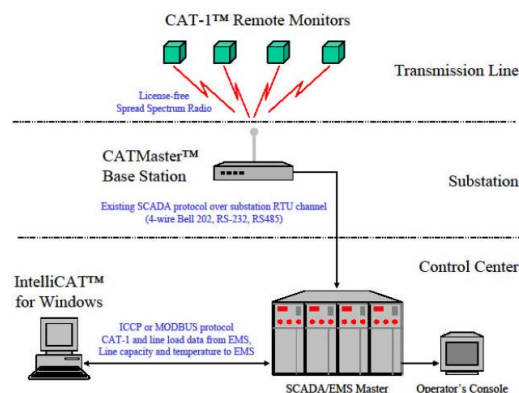 CAT-1™ Remote Monitors
Transmission Line
License-free
Spread Spectrum Radio
CATMaster™
Base Station
Substation
Existing SCADA protocol over substation RTU channel
(4-wire Bell 202, RS-232, RS485)
Control Center
IntelliCAT™
for Windows
ICCP or MODBUS protocol
CAT-1 and line load data from EMS,
Line capacity and temperature to EMS
SCADA/EMS Master
Operator's Console